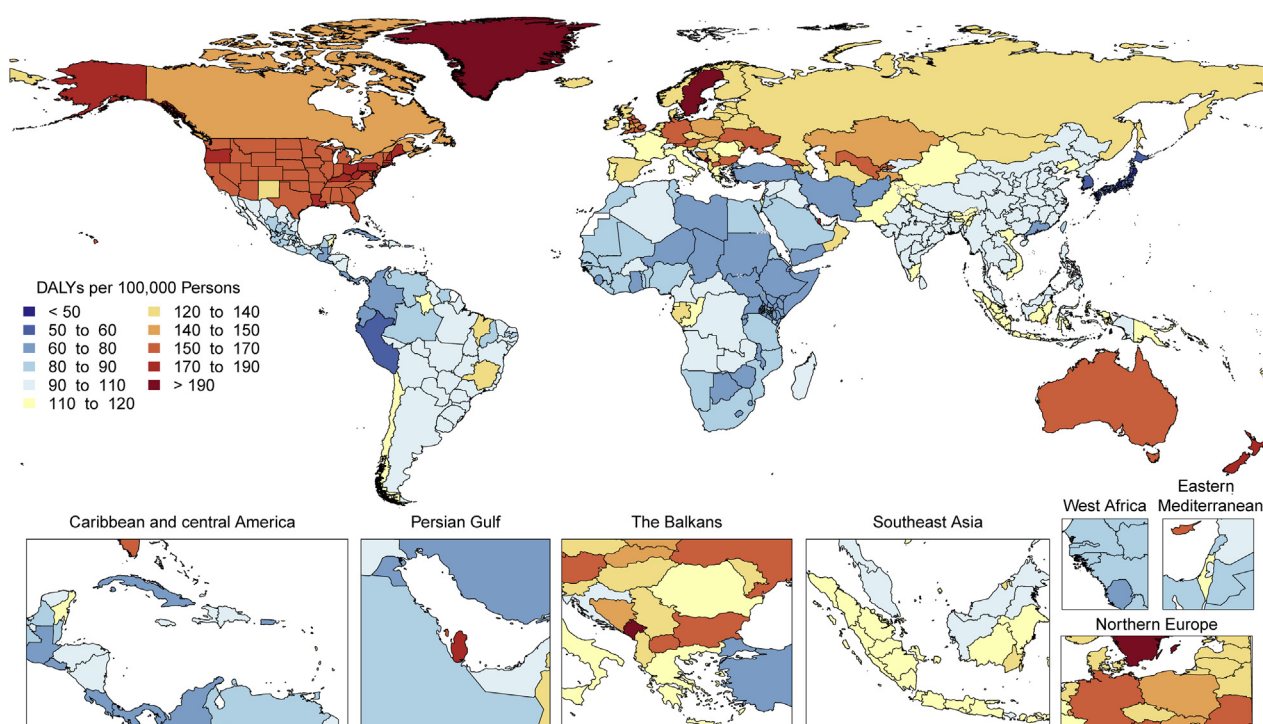 DALYs per 100,000 Persons
< 50
50 to 60
60 to 80
80 to 90
90 to 110
110 to 120
120 to 140
140 to 150
150 to 170
170 to 190
> 190
Caribbean and central America
Persian Gulf
The Balkans
Southeast Asia
West Africa
Eastern
Mediterranean
Northern Europe